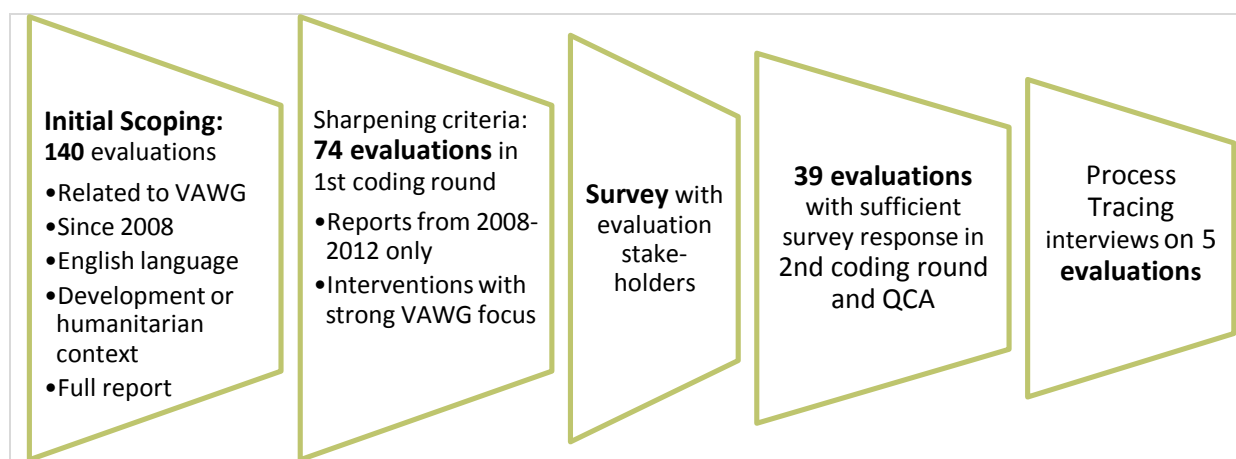 Initial Scoping:
140 evaluations
•Related to VAWG
•Since 2008
•English language
•Development or
humanitarian
context
•Full report
Sharpening criteria:
74 evaluations in
1st coding round
•Reports from 2008-
2012 only
•Interventions with
strong VAWG focus
Survey with
evaluation
stake-
holders
39 evaluations
with sufficient
survey response in
2nd coding round
and QCA
Process
Tracing
interviews on 5
evaluations